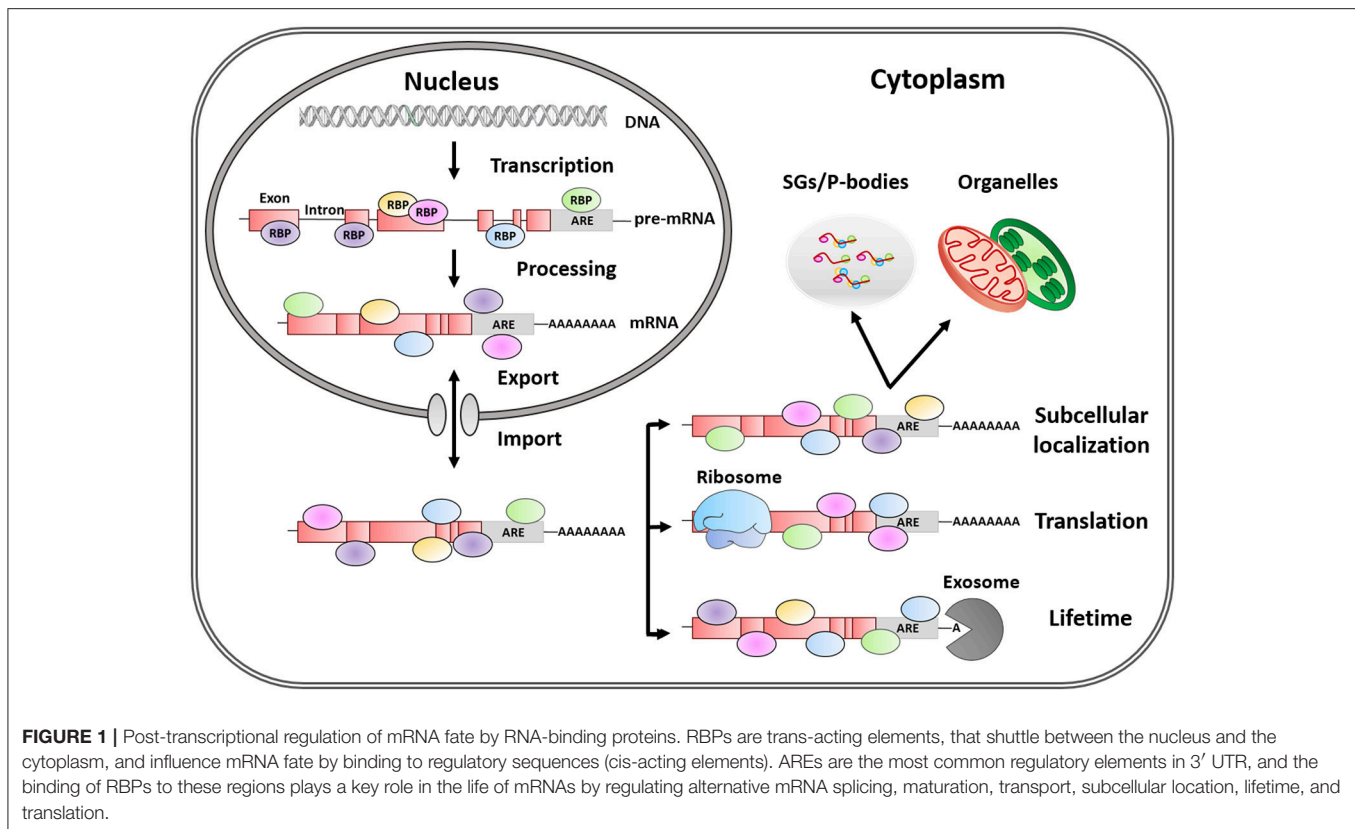 Nucleus
Cytoplasm
DNA
Transcription
SGs/P-bodies
Organelles
Exon
Intron
RBP
RBP
RBP
RBP
RBP
RBP
ARE
pre-mRNA
Processing
ARE
AAAAAAAA
mRNA
Export
Import
ARE
AAAAAAAA
ARE
AAAAAAAA
Subcellular
localization
Ribosome
ARE
AAAAAAAA
Translation
Exosome
ARE
A
Lifetime
FIGURE 1 | Post-transcriptional regulation of mRNA fate by RNA-binding proteins. RBPs are trans-acting elements, that shuttle between the nucleus and the
cytoplasm, and influence mRNA fate by binding to regulatory sequences (cis-acting elements). AREs are the most common regulatory elements in 3′ UTR, and the
binding of RBPs to these regions plays a key role in the life of mRNAs by regulating alternative mRNA splicing, maturation, transport, subcellular location, lifetime, and
translation.